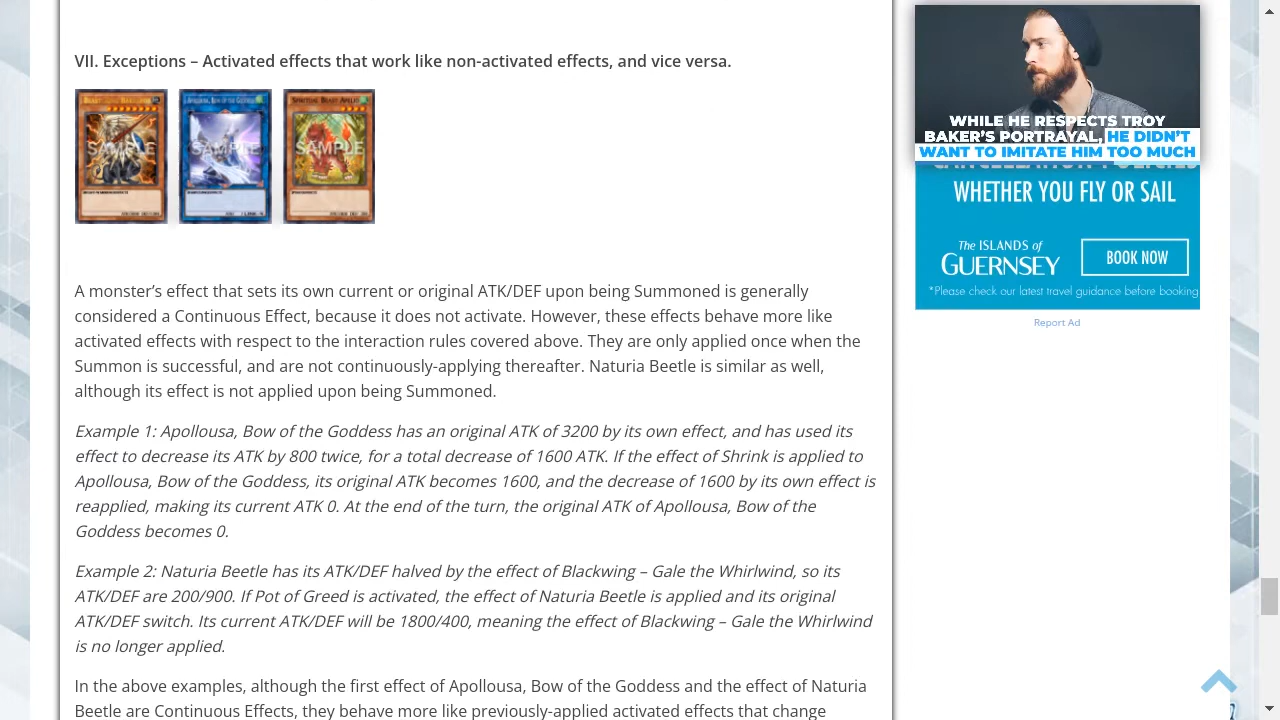 VII. Exceptions – Activated effects that work like non-activated effects, and vice versa.
SAMPLE
SAMPLE
SAMPLE
A monster’s effect that sets its own current or original ATK/DEF upon being Summoned is generally
considered a Continuous Effect, because it does not activate. However, these effects behave more like
activated effects with respect to the interaction rules covered above. They are only applied once when the
Summon is successful, and are not continuously-applying thereafter. Naturia Beetle is similar as well,
although its effect is not applied upon being Summoned.
Example 1: Apollousa, Bow of the Goddess has an original ATK of 3200 by its own effect, and has used its
effect to decrease its ATK by 800 twice, for a total decrease of 1600 ATK. If the effect of Shrink is applied to
Apollousa, Bow of the Goddess, its original ATK becomes 1600, and the decrease of 1600 by its own effect is
reapplied, making its current ATK 0. At the end of the turn, the original ATK of Apollousa, Bow of the
Goddess becomes 0.
Example 2: Naturia Beetle has its ATK/DEF halved by the effect of Blackwing – Gale the Whirlwind, so its
ATK/DEF are 200/900. If Pot of Greed is activated, the effect of Naturia Beetle is applied and its original
ATK/DEF switch. Its current ATK/DEF will be 1800/400, meaning the effect of Blackwing – Gale the Whirlwind
is no longer applied.
In the above examples, although the first effect of Apollousa, Bow of the Goddess and the effect of Naturia
Beetle are Continuous Effects, they behave more like previously-applied activated effects that change
WHILE HE RESPECTS TROY
BAKER’S PORTRAYAL, HE DIDN’T
WANT TO IMITATE HIM TOO MUCH
CANCELLATION POLICIES
WHETHER YOU FLY OR SAIL
The ISLANDS of
GUERNSEY
BOOK NOW
*Please check our latest travel guidance before booking
Report Ad